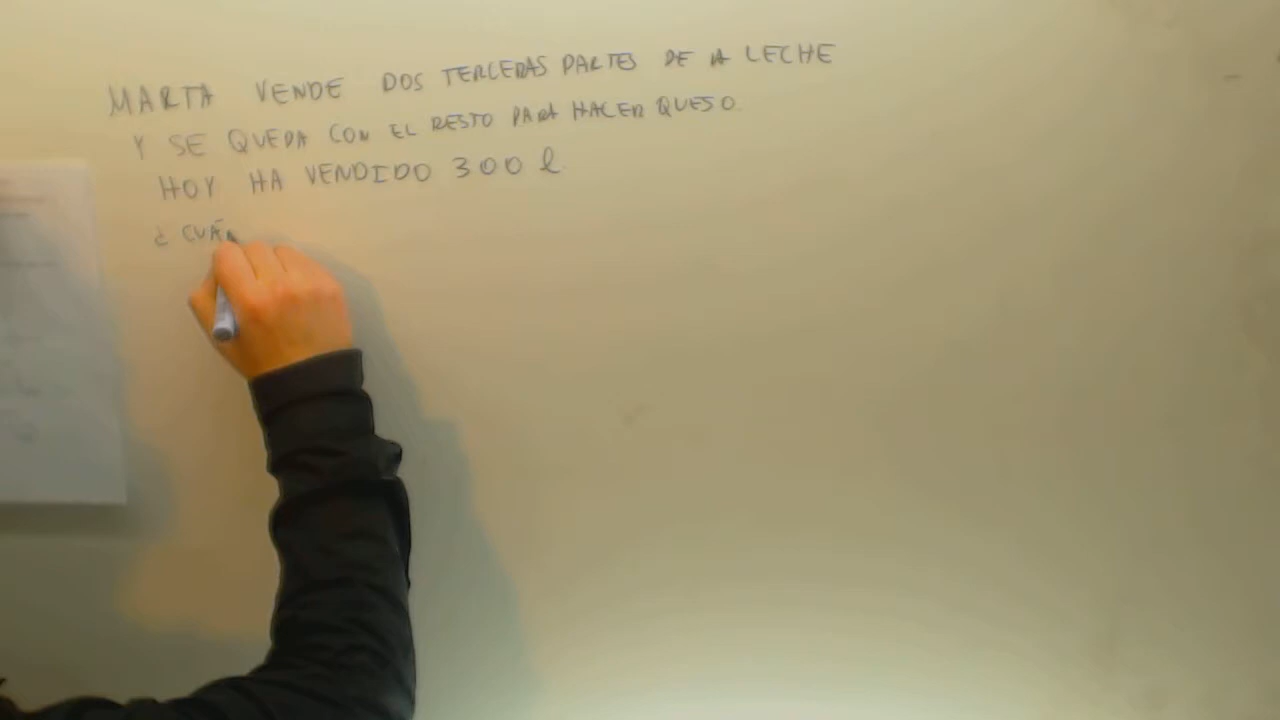 MARTA VENDE DOS TERCERAS PARTES DE LA LECHE
Y SE QUEDA CON EL RESTO PARA HACER QUESO
HOY HA VENDIDO 300 l
¿ CUÁ